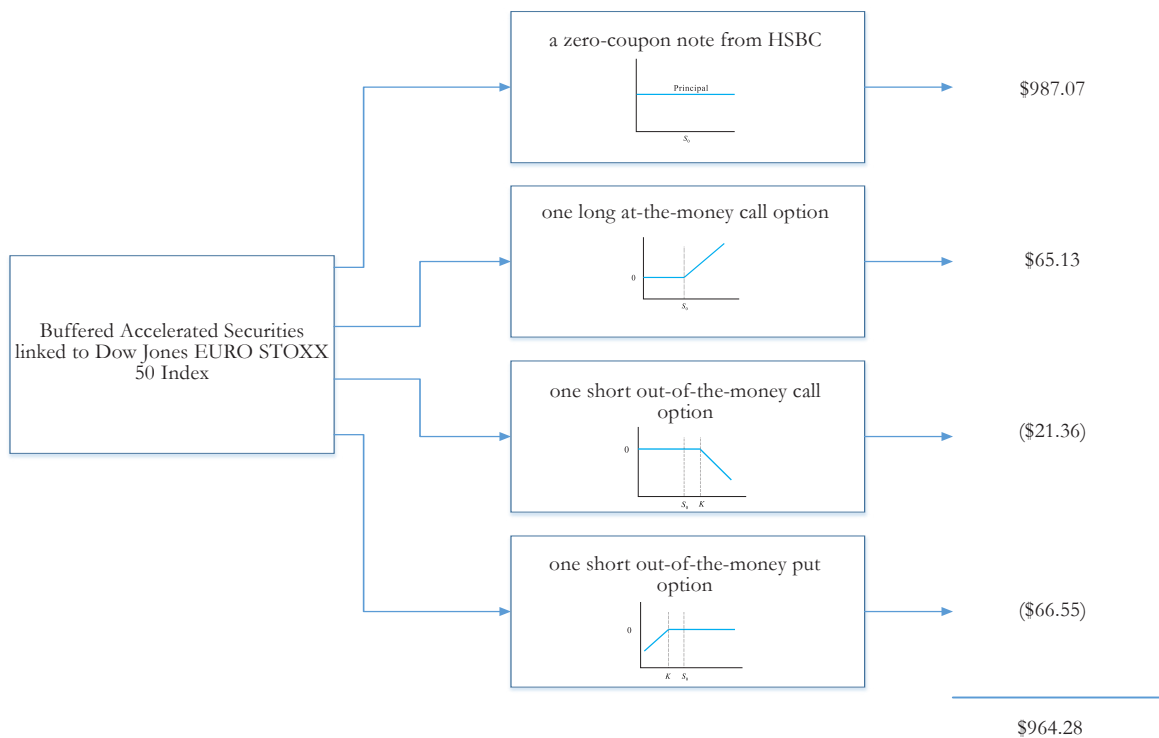 a zero-coupon note from HSBC
Principal
S₀
$987.07
one long at-the-money call option
0
S₀
$65.13
Buffered Accelerated Securities
linked to Dow Jones EURO STOXX
50 Index
one short out-of-the-money call
option
0
S₀ K
($21.36)
one short out-of-the-money put
option
0
K S₀
($66.55)
$964.28